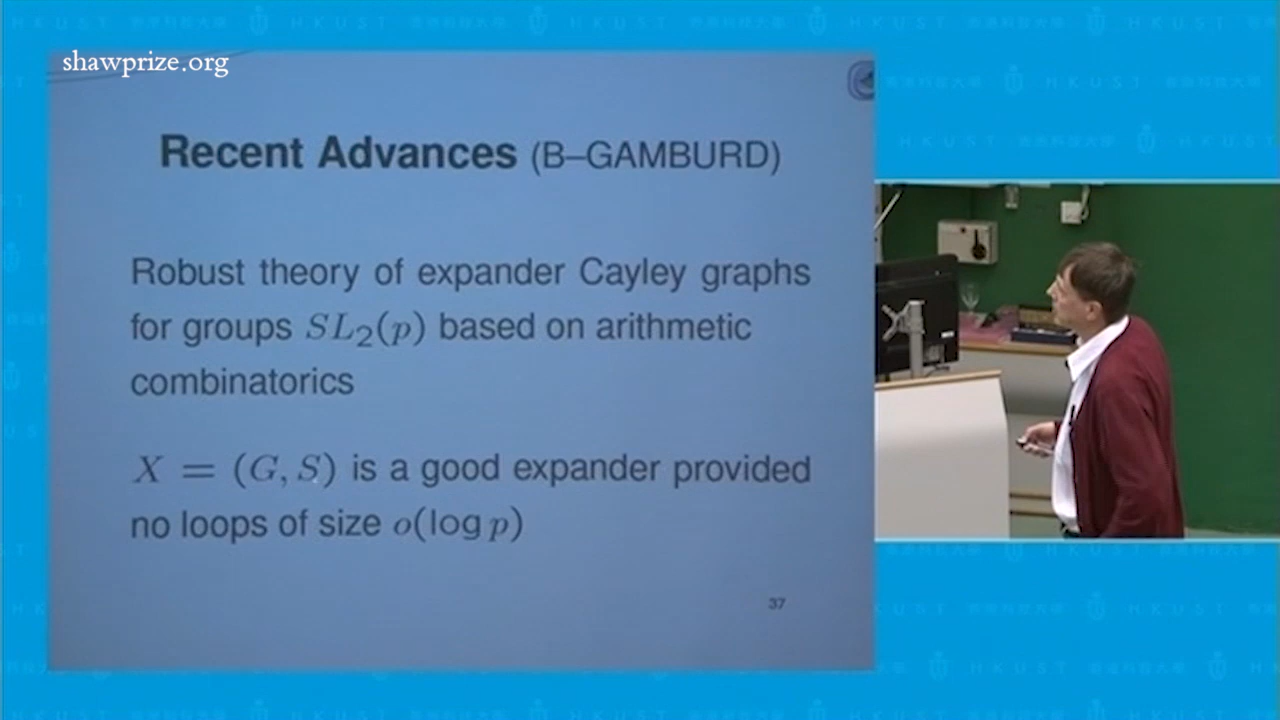 shawprize.org
Recent Advances (B–GAMBURD)
Robust theory of expander Cayley graphs
for groups SL₂(p) based on arithmetic
combinatorics
X = (G, S) is a good expander provided
no loops of size o(log p)
37
HKUST